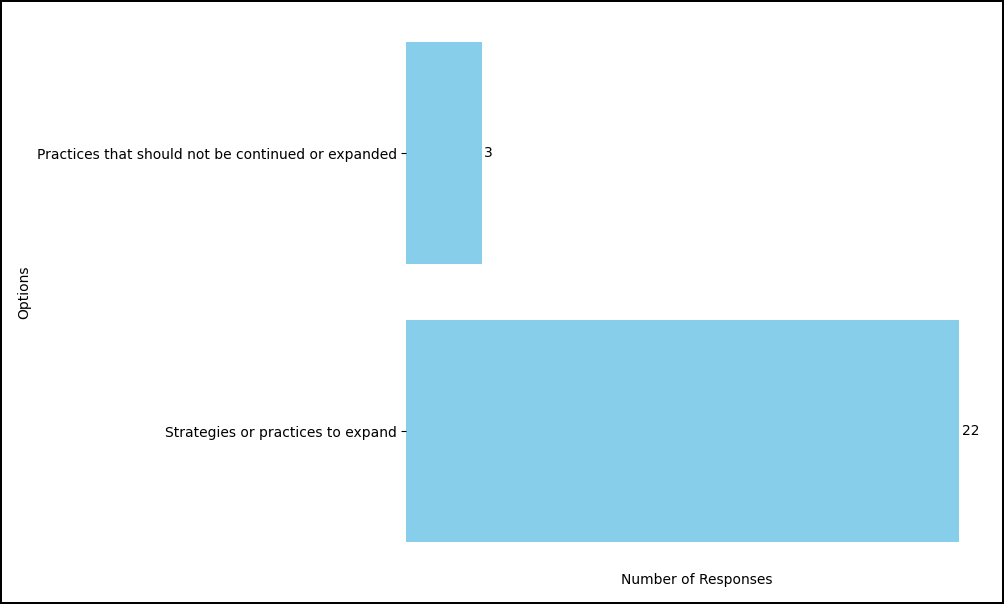 Practices that should not be continued or expanded
3
Options
Strategies or practices to expand
22
Number of Responses